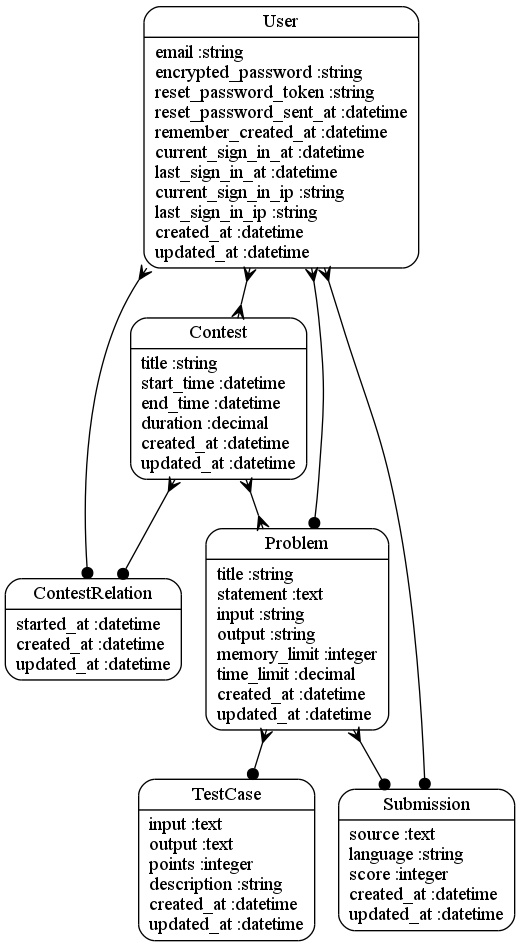 User
email :string
encrypted_password :string
reset_password_token :string
reset_password_sent_at :datetime
remember_created_at :datetime
current_sign_in_at :datetime
last_sign_in_at :datetime
current_sign_in_ip :string
last_sign_in_ip :string
created_at :datetime
updated_at :datetime
Contest
title :string
start_time :datetime
end_time :datetime
duration :decimal
created_at :datetime
updated_at :datetime
Problem
title :string
statement :text
input :string
output :string
memory_limit :integer
time_limit :decimal
created_at :datetime
updated_at :datetime
ContestRelation
started_at :datetime
created_at :datetime
updated_at :datetime
TestCase
input :text
output :text
points :integer
description :string
created_at :datetime
updated_at :datetime
Submission
source :text
language :string
score :integer
created_at :datetime
updated_at :datetime